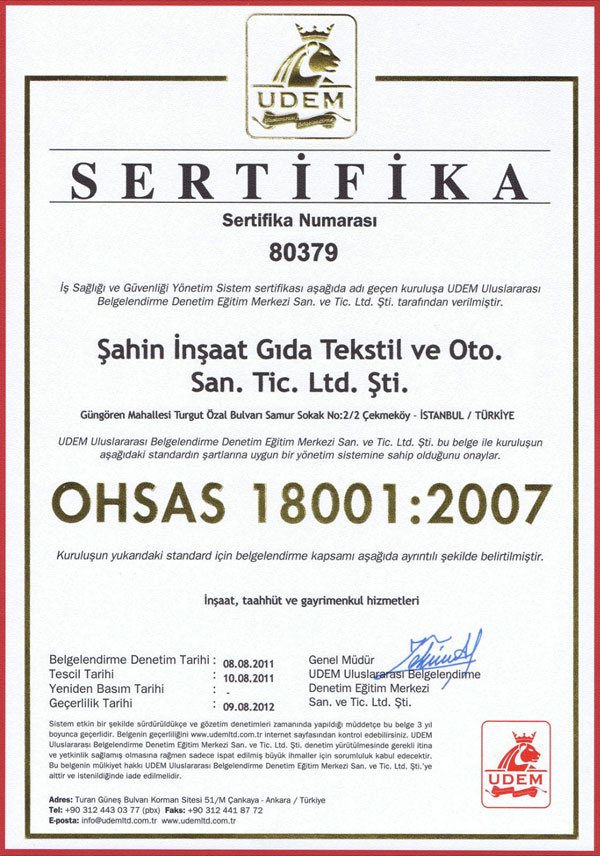 UDEM
Uluslararası Belgelendirme
SERTİFİKA
Sertifika Numarası
80379
İş Sağlığı ve Güvenliği Yönetim Sistem sertifikası aşağıda adı geçen kuruluşa UDEM Uluslararası
Belgelendirme Denetim Eğitim Merkezi San. ve Tic. Ltd. Şti. tarafından verilmiştir.
Şahin İnşaat Gıda Tekstil ve Oto.
San. Tic. Ltd. Şti.
Güngören Mahallesi Turgut Özal Bulvarı Samur Sokak No:2/2 Çekmeköy - İSTANBUL / TÜRKİYE
UDEM Uluslararası Belgelendirme Denetim Eğitim Merkezi San. ve Tic. Ltd. Şti. bu belge ile kuruluşun
aşağıdaki standardın şartlarına uygun bir yönetim sistemine sahip olduğunu onaylar.
OHSAS 18001:2007
Kuruluşun yukarıdaki standard için belgelendirme kapsamı aşağıda ayrıntılı şekilde belirtilmiştir.
İnşaat, taahhüt ve gayrimenkul hizmetleri
Belgelendirme Denetim Tarihi : 08.08.2011
Tescil Tarihi : 10.08.2011
Yeniden Basım Tarihi : -
Geçerlilik Tarihi : 09.08.2012
Genel Müdür
UDEM Uluslararası Belgelendirme
Denetim Eğitim Merkezi
San. ve Tic. Ltd. Şti.
Sistem etkin bir şekilde sürdürüldükçe ve gözetim denetimleri zamanında yapıldığı müddetçe bu belge 3 yıl
boyunca geçerlidir. Belgenin geçerliliğini www.udemltd.com.tr internet sayfasından kontrol edebilirsiniz. UDEM
Uluslararası Belgelendirme Denetim Eğitim Merkezi San. ve Tic. Ltd. Şti. denetim yürütülmesinde gerekli itina
ve yetkinlik sağlamış olmasına rağmen sadece ispat edilmiş büyük ihmaller için sorumluluk kabul edecektir.
Bu belgenin mülkiyet hakkı UDEM Uluslararası Belgelendirme Denetim Eğitim Merkezi San. ve Tic. Ltd. Şti.'ye
aittir ve istenildiğinde iade edilmelidir.
Adres: Turan Güneş Bulvarı Korman Sitesi 51/M Çankaya - Ankara / Türkiye
Tel: +90 312 443 03 77 (pbx) Faks: +90 312 441 87 72
E-posta: info@udemltd.com.tr www.udemltd.com.tr
UDEM